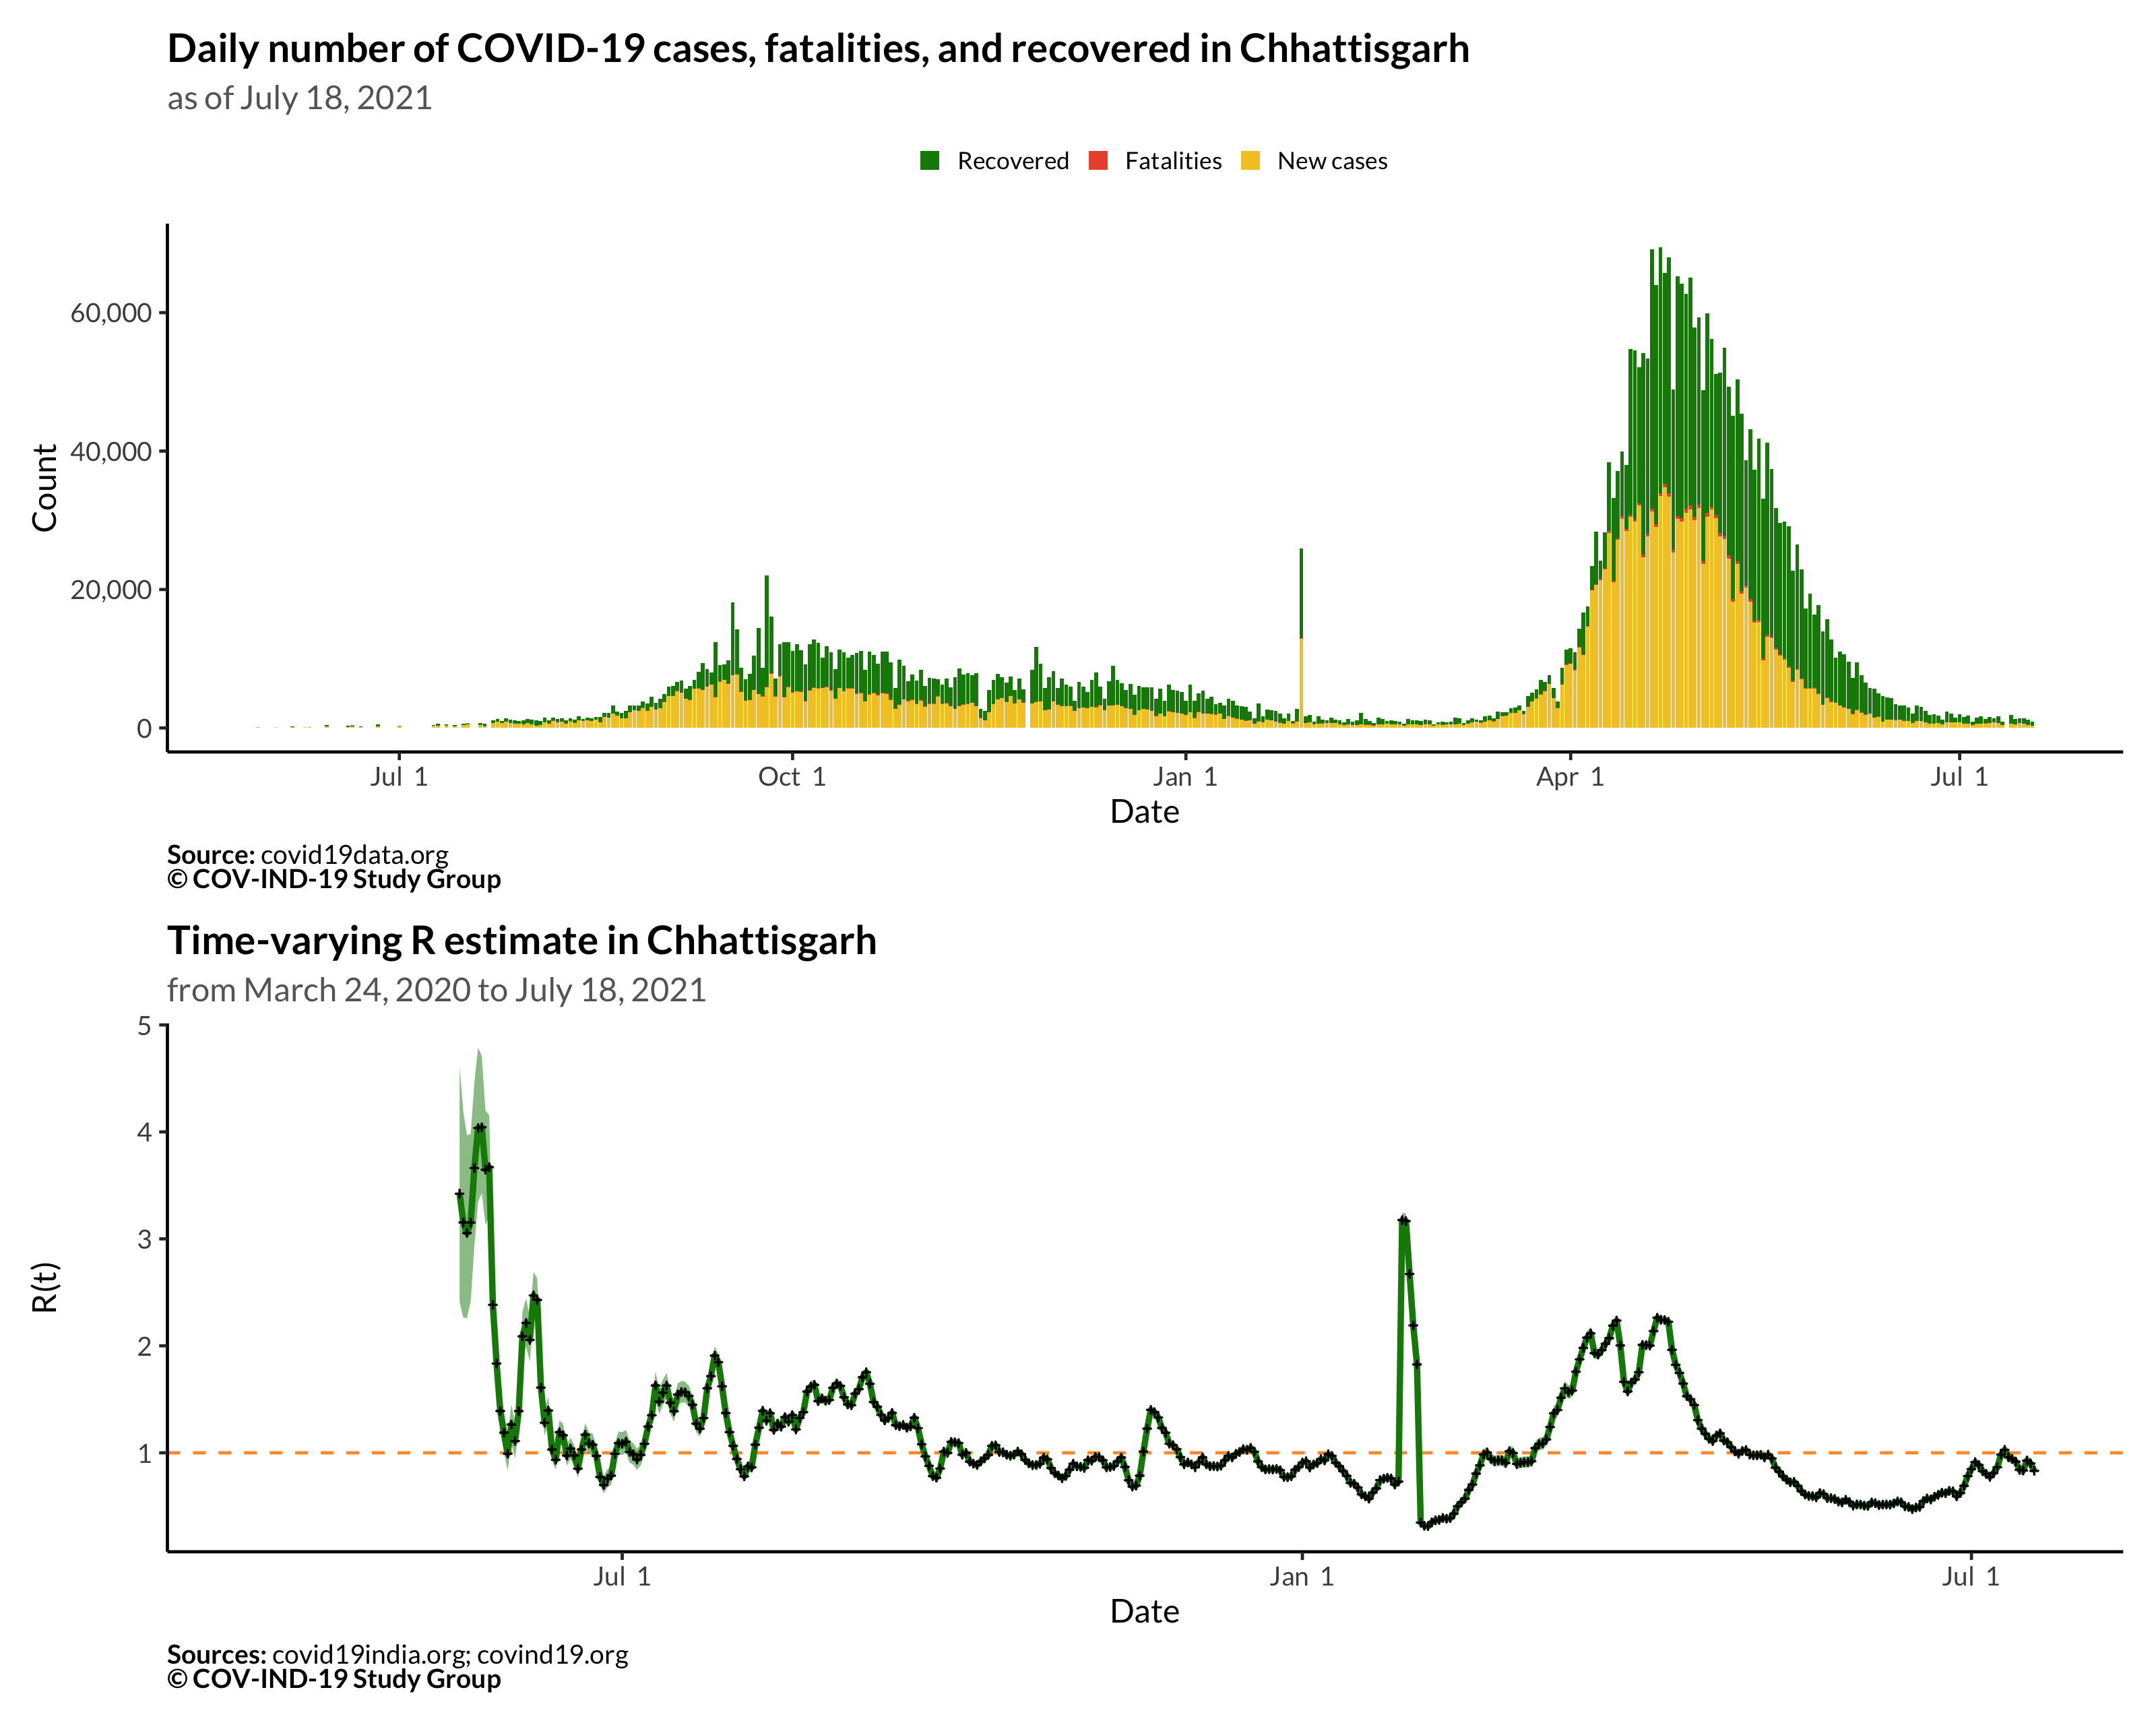 Daily number of COVID-19 cases, fatalities, and recovered in Chhattisgarh
as of July 18, 2021
Recovered Fatalities New cases
Count
60,000
40,000
20,000
0
Jul 1 Oct 1 Jan 1 Apr 1 Jul 1
Date
Source: covid19data.org
© COV-IND-19 Study Group
Time-varying R estimate in Chhattisgarh
from March 24, 2020 to July 18, 2021
R(t)
5
4
3
2
1
Jul 1 Jan 1 Jul 1
Date
Sources: covid19india.org; covind19.org
© COV-IND-19 Study Group